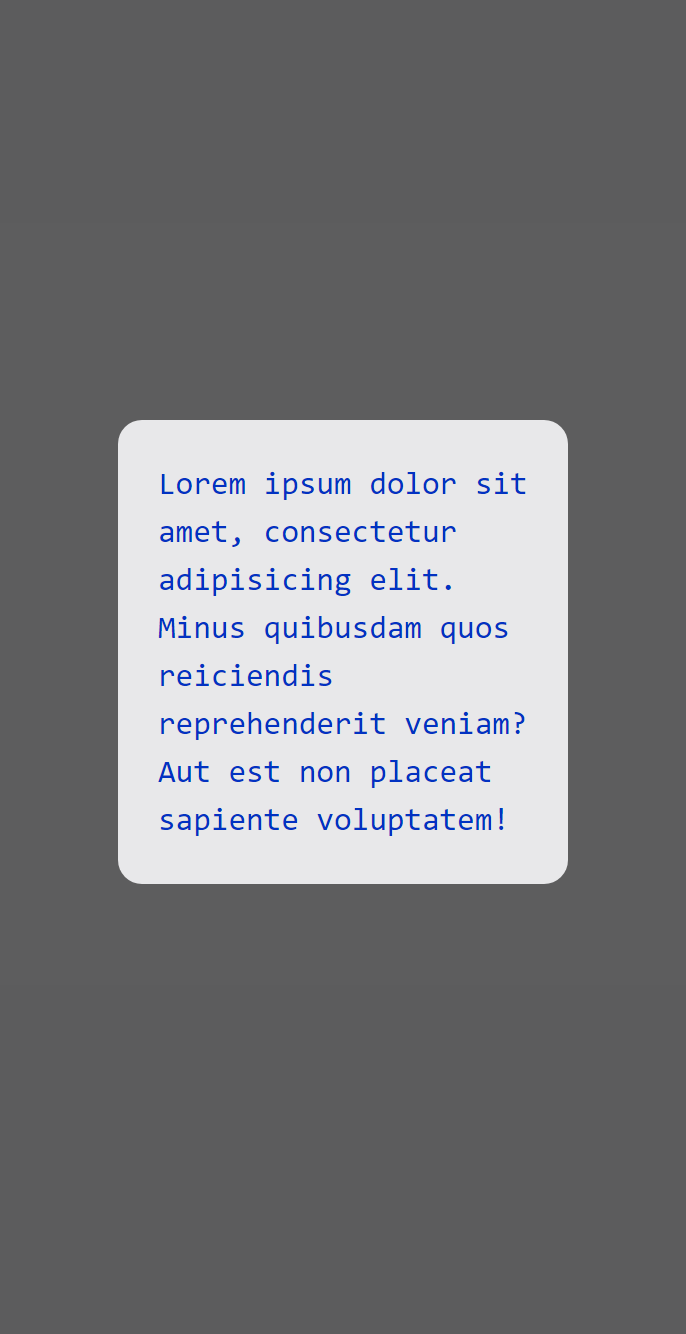 Lorem ipsum dolor sit
amet, consectetur
adipisicing elit.
Minus quibusdam quos
reiciendis
reprehenderit veniam?
Aut est non placeat
sapiente voluptatem!